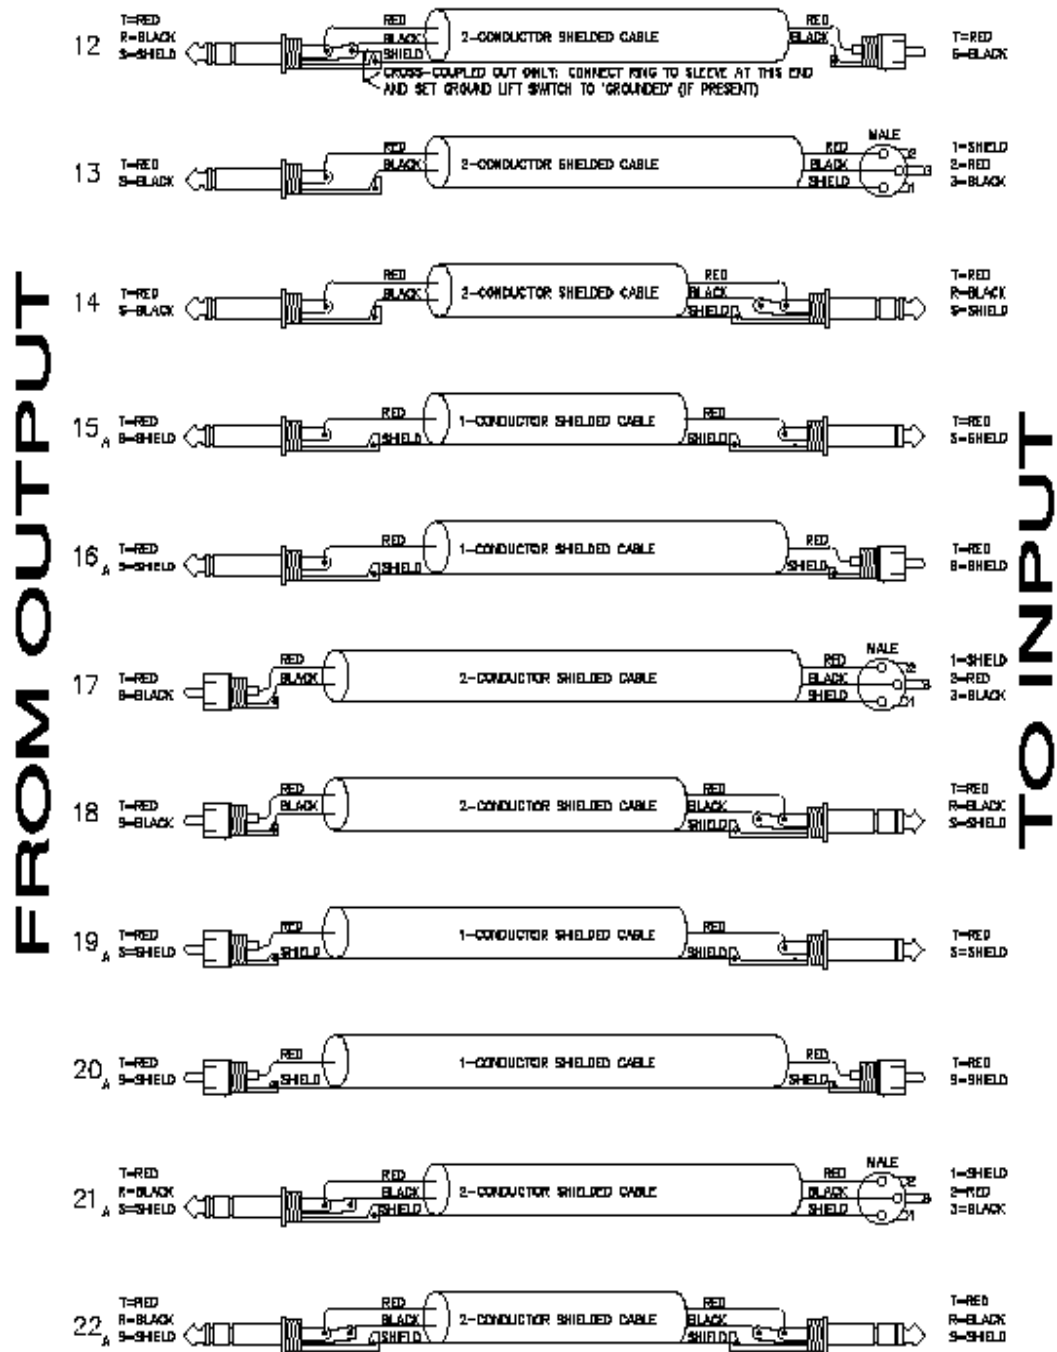 FROM OUTPUT
TO INPUT
12
T=RED
R=BLACK
S=SHIELD
RED
BLACK
SHIELD
2-CONDUCTOR SHIELDED CABLE
RED
BLACK
T=RED
S=BLACK
CROSS-COUPLED OUT ONLY: CONNECT RING TO SLEEVE AT THIS END
AND SET GROUND LIFT SWITCH TO "GROUNDED" (IF PRESENT)
13
T=RED
S=BLACK
RED
BLACK
2-CONDUCTOR SHIELDED CABLE
RED
BLACK
SHIELD
MALE
2
3
1
1=SHIELD
2=RED
3=BLACK
14
T=RED
S=BLACK
RED
BLACK
2-CONDUCTOR SHIELDED CABLE
RED
BLACK
SHIELD
T=RED
R=BLACK
S=SHIELD
15 A
T=RED
S=SHIELD
RED
SHIELD
1-CONDUCTOR SHIELDED CABLE
RED
SHIELD
T=RED
S=SHIELD
16 A
T=RED
S=SHIELD
RED
SHIELD
1-CONDUCTOR SHIELDED CABLE
RED
SHIELD
T=RED
S=SHIELD
17
T=RED
S=BLACK
RED
BLACK
2-CONDUCTOR SHIELDED CABLE
RED
BLACK
SHIELD
MALE
2
3
1
1=SHIELD
2=RED
3=BLACK
18
T=RED
S=BLACK
RED
BLACK
2-CONDUCTOR SHIELDED CABLE
RED
BLACK
SHIELD
T=RED
R=BLACK
S=SHIELD
19 A
T=RED
S=SHIELD
RED
SHIELD
1-CONDUCTOR SHIELDED CABLE
RED
SHIELD
T=RED
S=SHIELD
20 A
T=RED
S=SHIELD
RED
SHIELD
1-CONDUCTOR SHIELDED CABLE
RED
SHIELD
T=RED
S=SHIELD
21 A
T=RED
R=BLACK
S=SHIELD
RED
BLACK
SHIELD
2-CONDUCTOR SHIELDED CABLE
RED
BLACK
SHIELD
MALE
2
3
1
1=SHIELD
2=RED
3=BLACK
22 A
T=RED
R=BLACK
S=SHIELD
RED
BLACK
SHIELD
2-CONDUCTOR SHIELDED CABLE
RED
BLACK
SHIELD
T=RED
R=BLACK
S=SHIELD